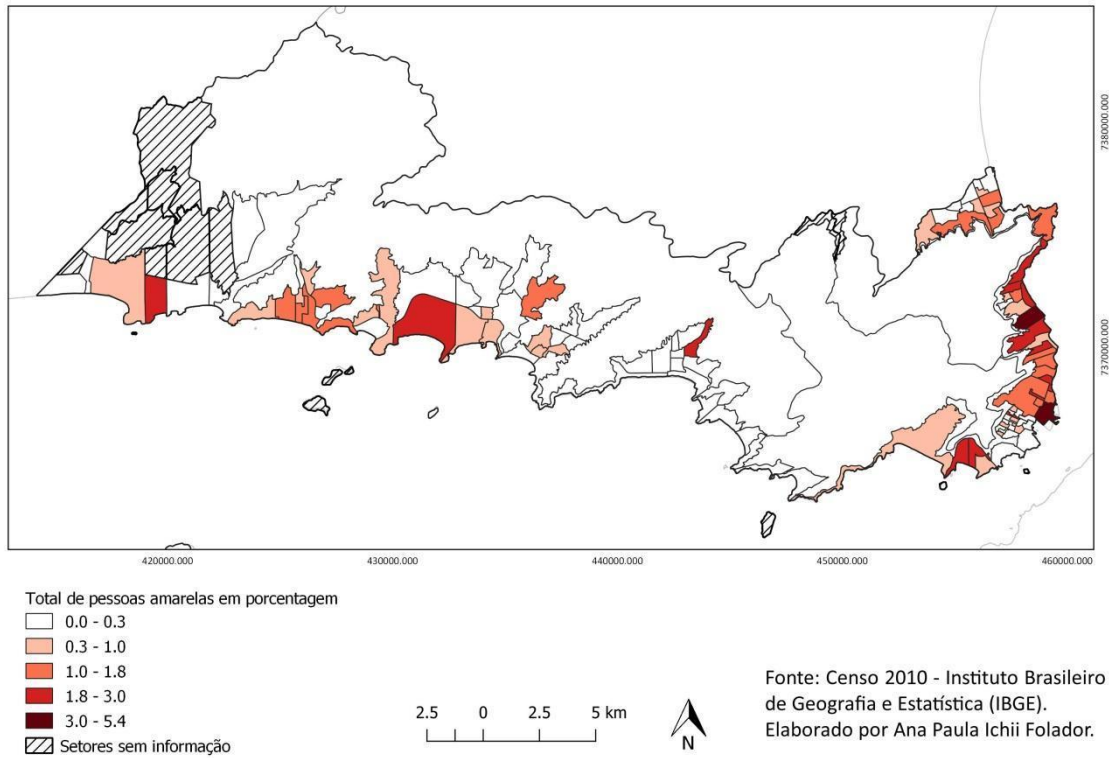 7380000.000
7370000.000
420000.000
430000.000
440000.000
450000.000
460000.000
Total de pessoas amarelas em porcentagem
0.0 - 0.3
0.3 - 1.0
1.0 - 1.8
1.8 - 3.0
3.0 - 5.4
Setores sem informação
2.5 0 2.5 5 km
N
Fonte: Censo 2010 - Instituto Brasileiro
de Geografia e Estatística (IBGE).
Elaborado por Ana Paula Ichii Folador.